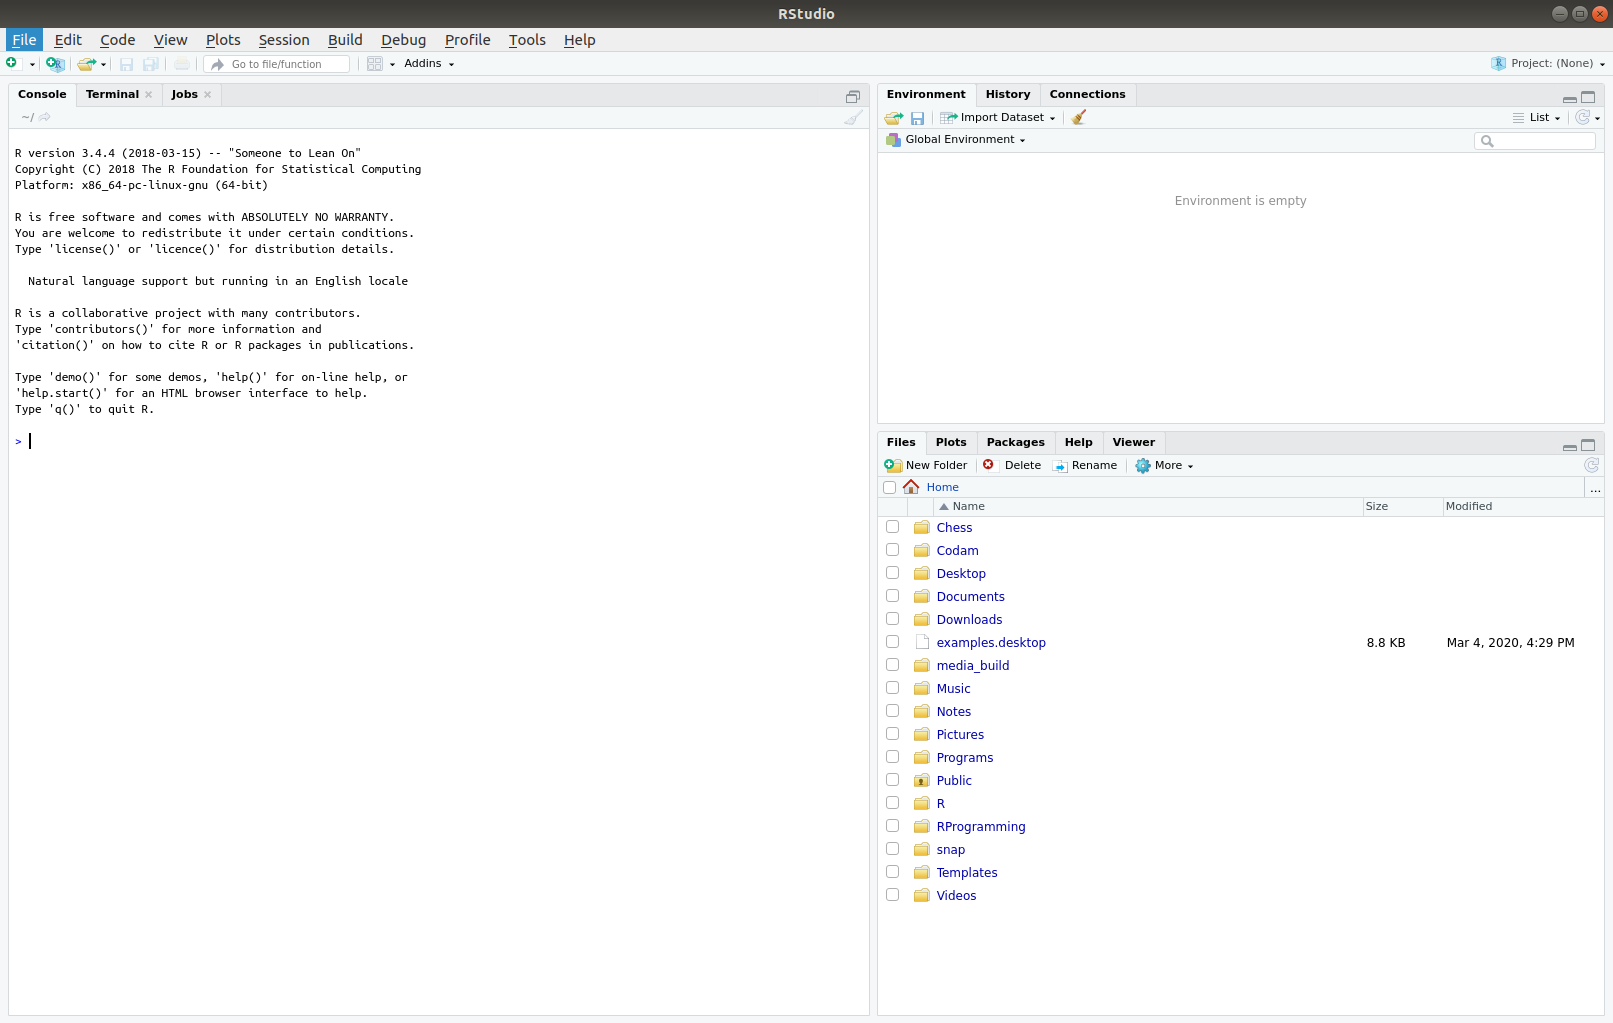 RStudio
File Edit Code View Plots Session Build Debug Profile Tools Help
Go to file/function Addins Project: (None)
Console Terminal Jobs
~/
R version 3.4.4 (2018-03-15) -- "Someone to Lean On"
Copyright (C) 2018 The R Foundation for Statistical Computing
Platform: x86_64-pc-linux-gnu (64-bit)
R is free software and comes with ABSOLUTELY NO WARRANTY.
You are welcome to redistribute it under certain conditions.
Type 'license()' or 'licence()' for distribution details.
Natural language support but running in an English locale
R is a collaborative project with many contributors.
Type 'contributors()' for more information and
'citation()' on how to cite R or R packages in publications.
Type 'demo()' for some demos, 'help()' for on-line help, or
'help.start()' for an HTML browser interface to help.
Type 'q()' to quit R.
>
Environment History Connections
Import Dataset List
Global Environment
Environment is empty
Files Plots Packages Help Viewer
New Folder Delete Rename More
Home ...
Name Size Modified
Chess
Codam
Desktop
Documents
Downloads
examples.desktop 8.8 KB Mar 4, 2020, 4:29 PM
media_build
Music
Notes
Pictures
Programs
Public
R
RProgramming
snap
Templates
Videos